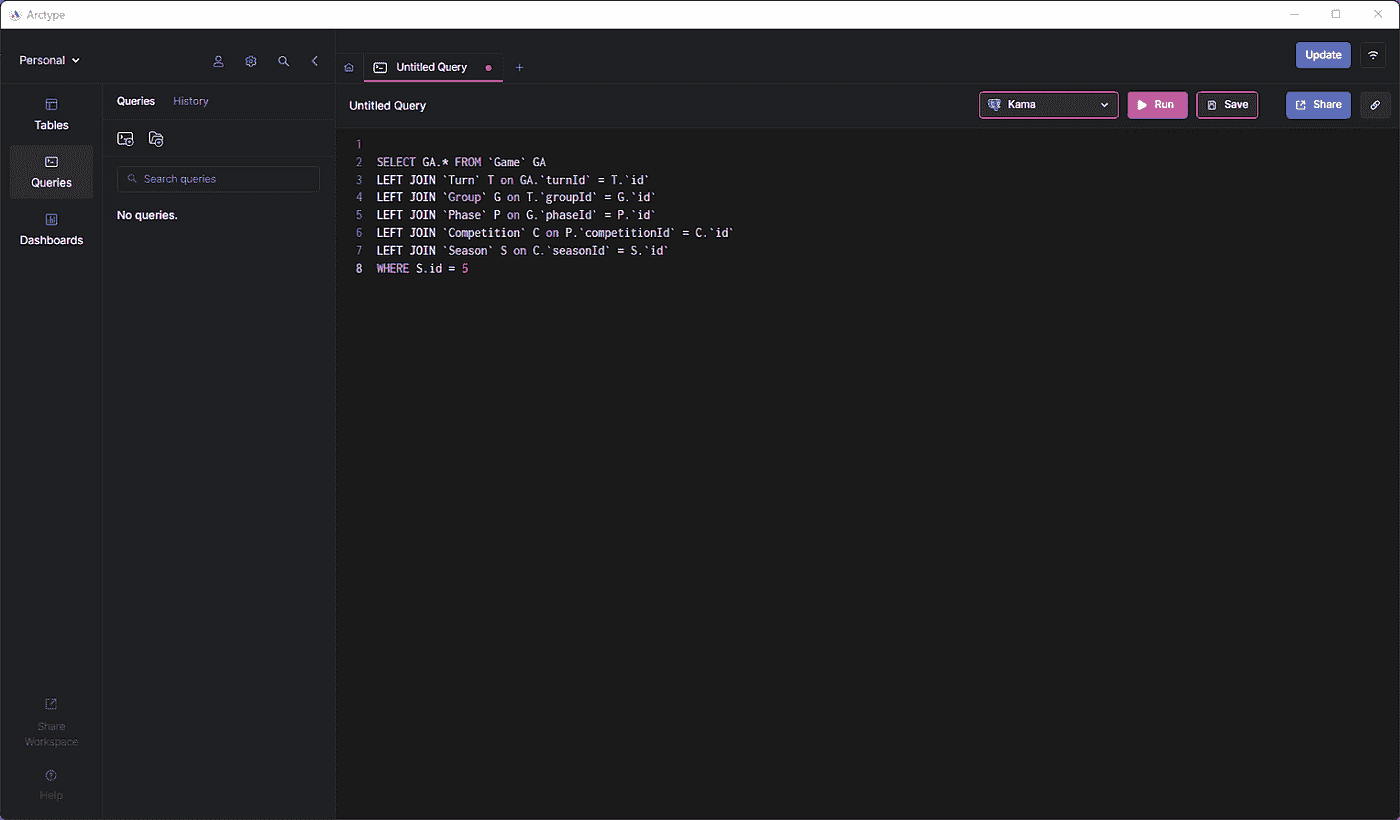 Arctype
Personal
Untitled Query
Update
Tables
Queries
Dashboards
Share
Workspace
Help
Queries History
Search queries
No queries.
Untitled Query
Kama
Run
Save
Share
1
2 SELECT GA.* FROM `Game` GA
3 LEFT JOIN `Turn` T on GA.`turnId` = T.`id`
4 LEFT JOIN `Group` G on T.`groupId` = G.`id`
5 LEFT JOIN `Phase` P on G.`phaseId` = P.`id`
6 LEFT JOIN `Competition` C on P.`competitionId` = C.`id`
7 LEFT JOIN `Season` S on C.`seasonId` = S.`id`
8 WHERE S.id = 5